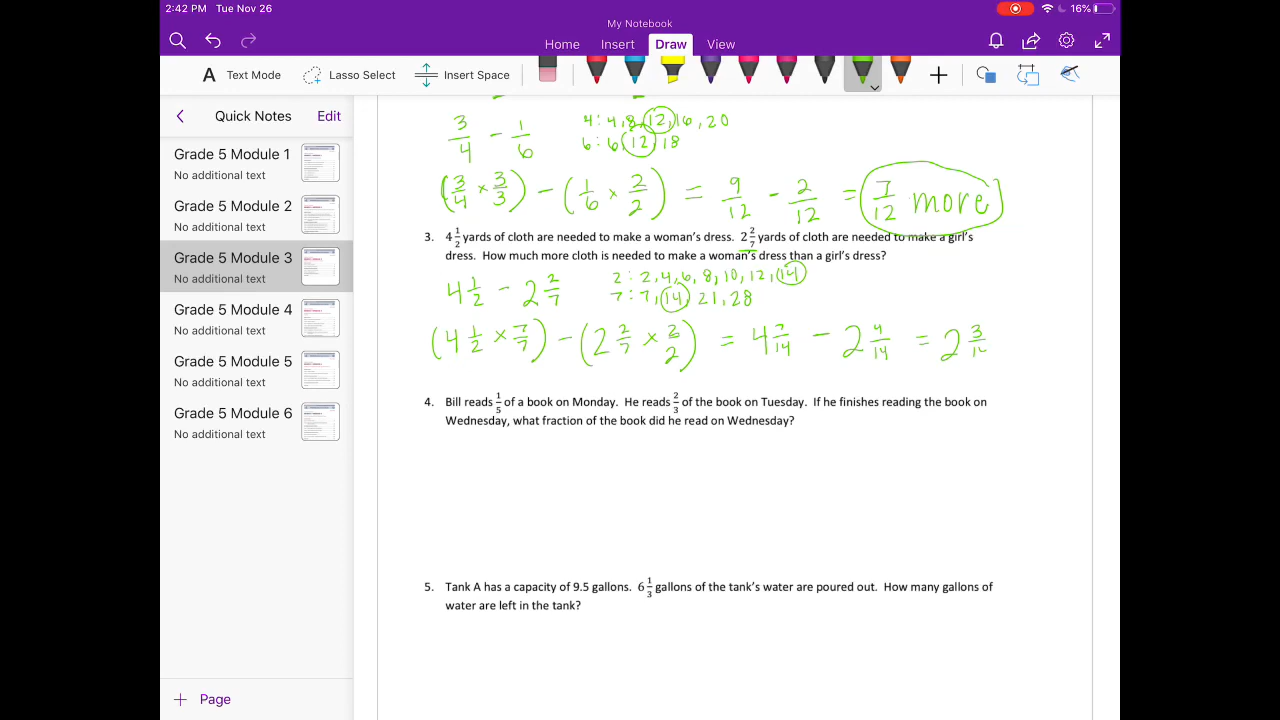 2:42 PM Tue Nov 26
16%
My Notebook
Home Insert Draw View
Text Mode Lasso Select Insert Space
Quick Notes Edit
Grade 5 Module 1
No additional text
Grade 5 Module 2
No additional text
Grade 5 Module 3
No additional text
Grade 5 Module 4
No additional text
Grade 5 Module 5
No additional text
Grade 5 Module 6
No additional text
+ Page
3/4 - 1/6 4: 4, 8, 12, 16, 20
6: 6 12, 18
(3/4 × 3/3) - (1/6 × 2/2) = 9/12 - 2/12 = 7/12 more
3. 4 1/2 yards of cloth are needed to make a woman's dress. 2 2/7 yards of cloth are needed to make a girl's
dress. How much more cloth is needed to make a woman's dress than a girl's dress?
4 1/2 - 2 2/7 2: 2, 4, 6, 8, 10, 12, 14
7: 7, 14, 21, 28
(4 1/2 × 7/7) - (2 2/7 × 2/2) = 4 7/14 - 2 4/14 = 2 3/1
4. Bill reads 1/5 of a book on Monday. He reads 2/3 of the book on Tuesday. If he finishes reading the book on
Wednesday, what fraction of the book did he read on Wednesday?
5. Tank A has a capacity of 9.5 gallons. 6 1/3 gallons of the tank's water are poured out. How many gallons of
water are left in the tank?